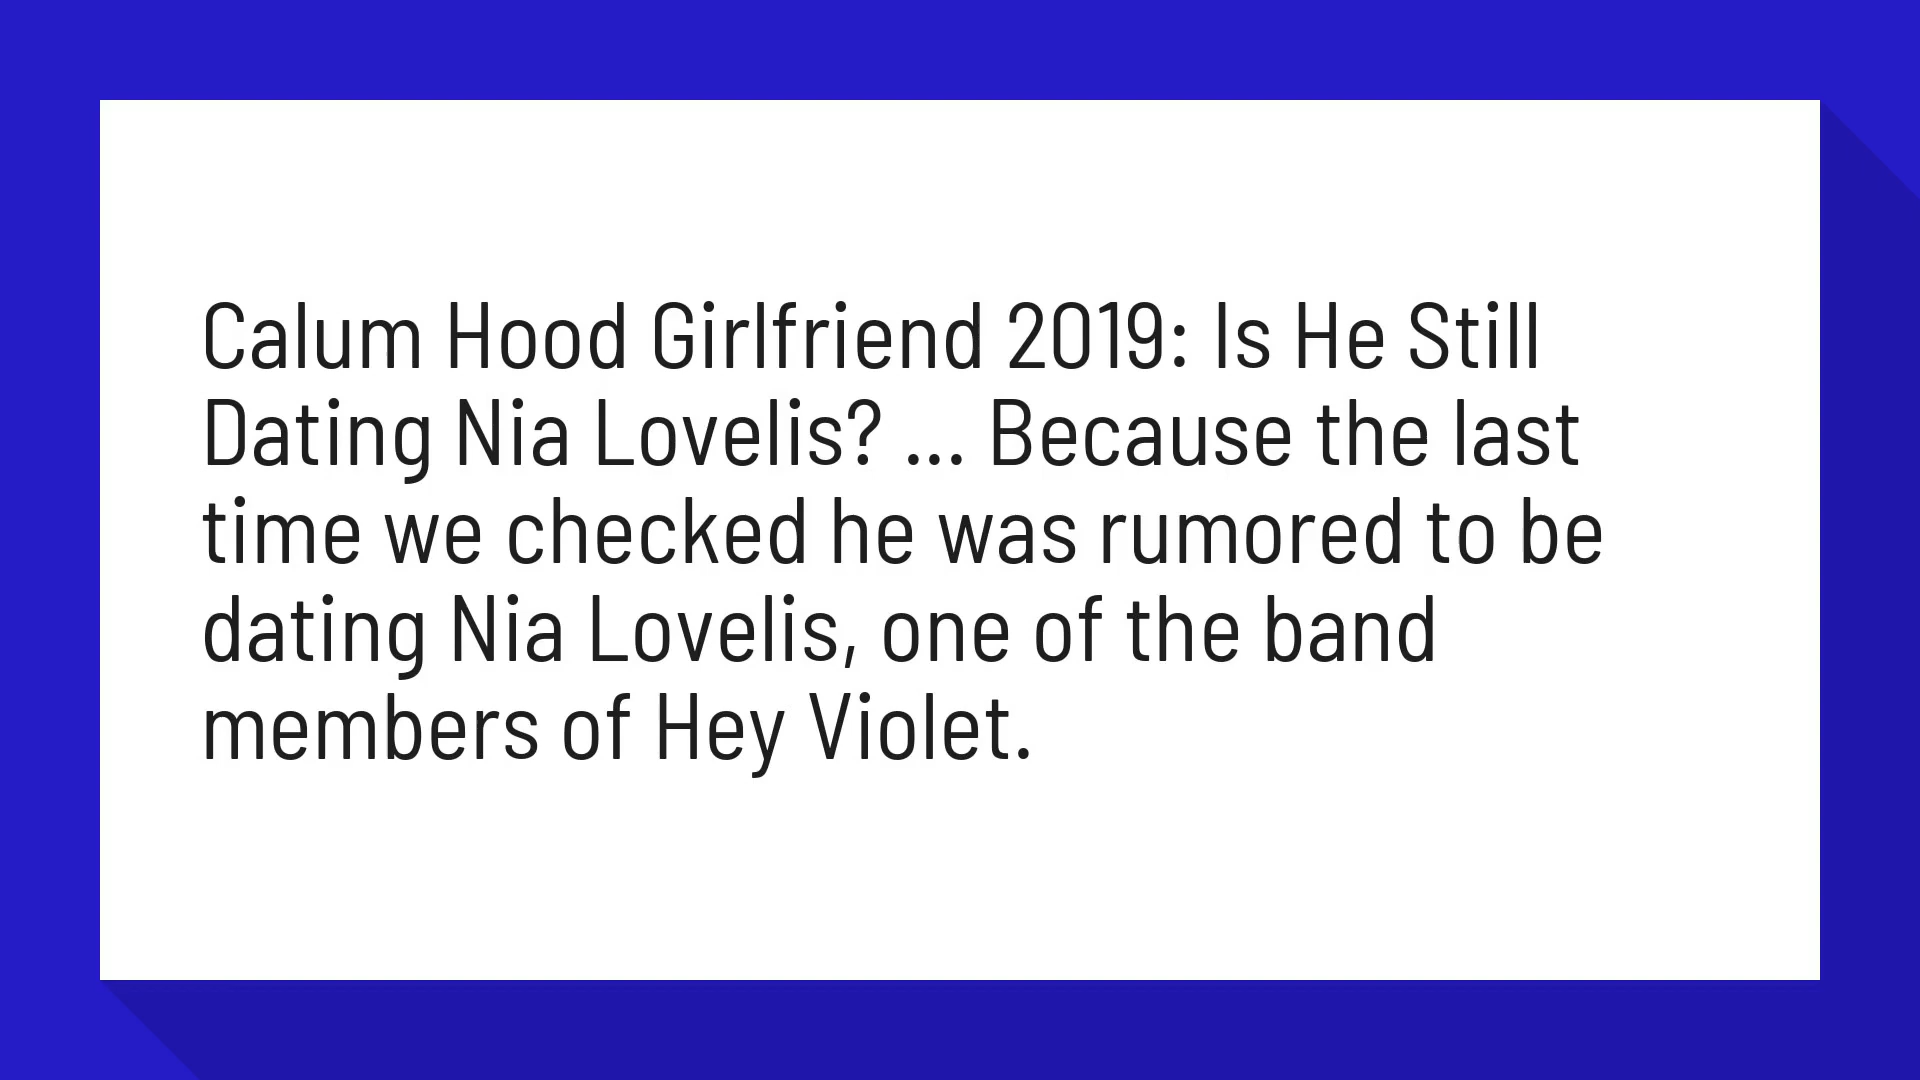 Calum Hood Girlfriend 2019: Is He Still
Dating Nia Lovelis? ... Because the last
time we checked he was rumored to be
dating Nia Lovelis, one of the band
members of Hey Violet.